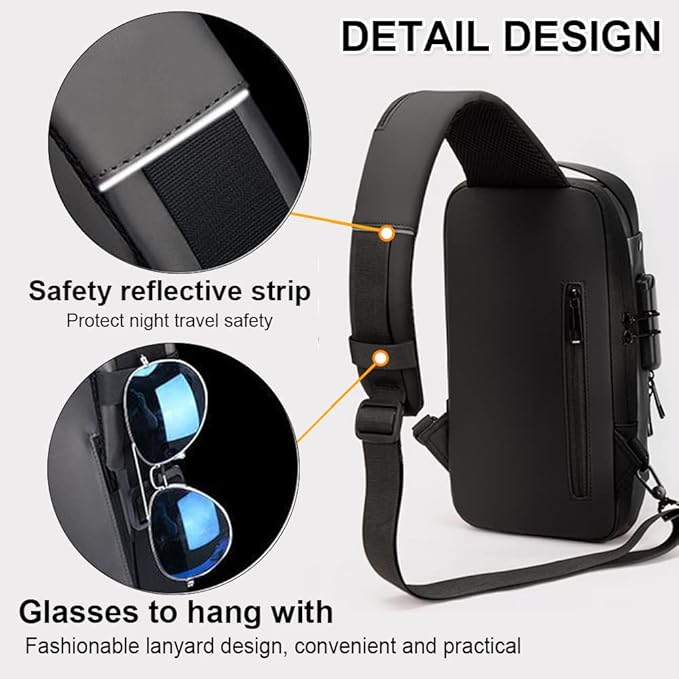 DETAIL DESIGN
Safety reflective strip
Protect night travel safety
Glasses to hang with
Fashionable lanyard design, convenient and practical